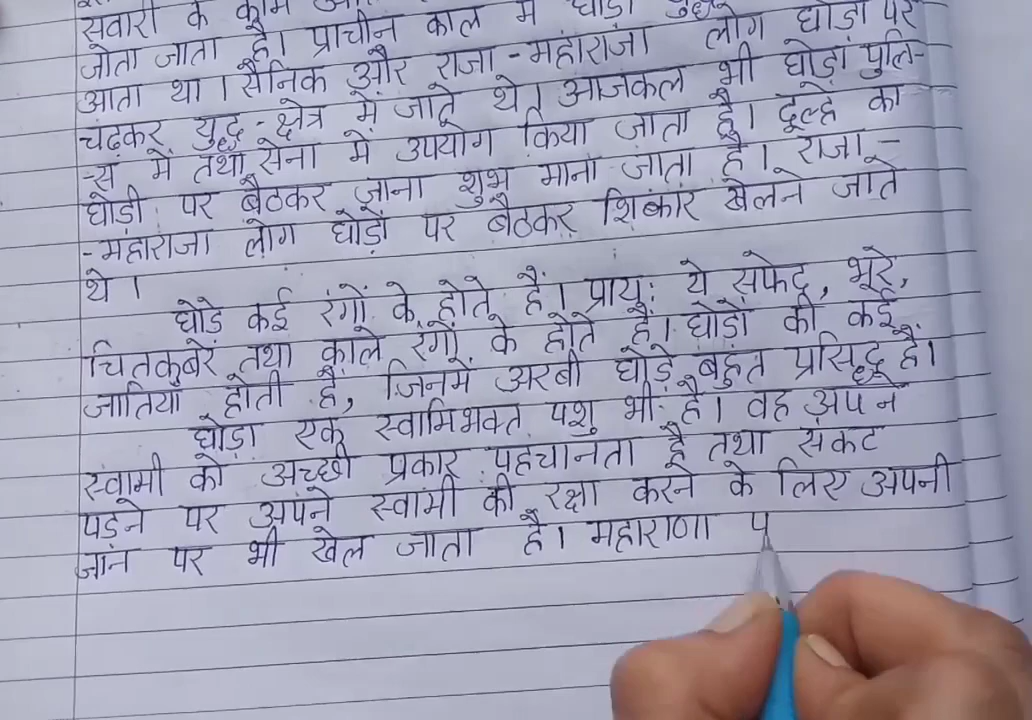 सवारी के काम
जोता जाता है। प्राचीन काल में घोड़ा युद्ध
आता था। सैनिक और राजा-महाराजा लोग घोड़ों पर
चढ़कर युद्ध-क्षेत्र में जाते थे। आजकल भी घोड़ा पुलि-
-स में तथा सेना में उपयोग किया जाता है। दूल्हे का
घोड़ी पर बैठकर जाना शुभ माना जाता है। राजा-
-महाराजा लोग घोड़ों पर बैठकर शिकार खेलने जाते
थे।
घोड़े कई रंगों के होते हैं। प्रायः ये सफेद, भूरे,
चितकबरे तथा काले रंगों के होते हैं। घोड़ों की कई
जातियाँ होती हैं, जिनमें अरबी घोड़े बहुत प्रसिद्ध हैं।
घोड़ा एक स्वामिभक्त पशु भी है। वह अपने
स्वामी को अच्छी प्रकार पहचानता है तथा संकट
पड़ने पर अपने स्वामी की रक्षा करने के लिए अपनी
जान पर भी खेल जाता है। महाराणा प